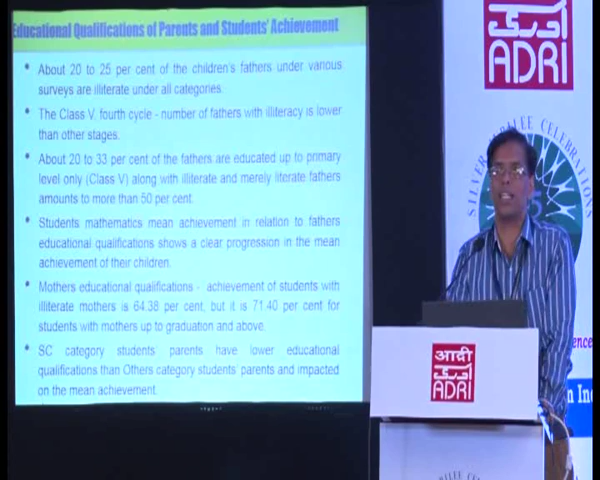 Educational Qualifications of Parents and Students' Achievement
• About 20 to 25 per cent of the children's fathers under various
surveys are illiterate under all categories.
• The Class V, fourth cycle - number of fathers with illiteracy is lower
than other stages.
• About 20 to 33 per cent of the fathers are educated up to primary
level only (Class V) along with illiterate and merely literate fathers
amounts to more than 50 per cent.
• Students mathematics mean achievement in relation to fathers
educational qualifications shows a clear progression in the mean
achievement of their children.
• Mothers educational qualifications - achievement of students with
illiterate mothers is 64.38 per cent, but it is 71.40 per cent for
students with mothers up to graduation and above.
• SC category students parents have lower educational
qualifications than Others category students' parents and impacted
on the mean achievement.
ADRI
SILVER JUBILEE CELEBRATIONS
आद्री
ADRI